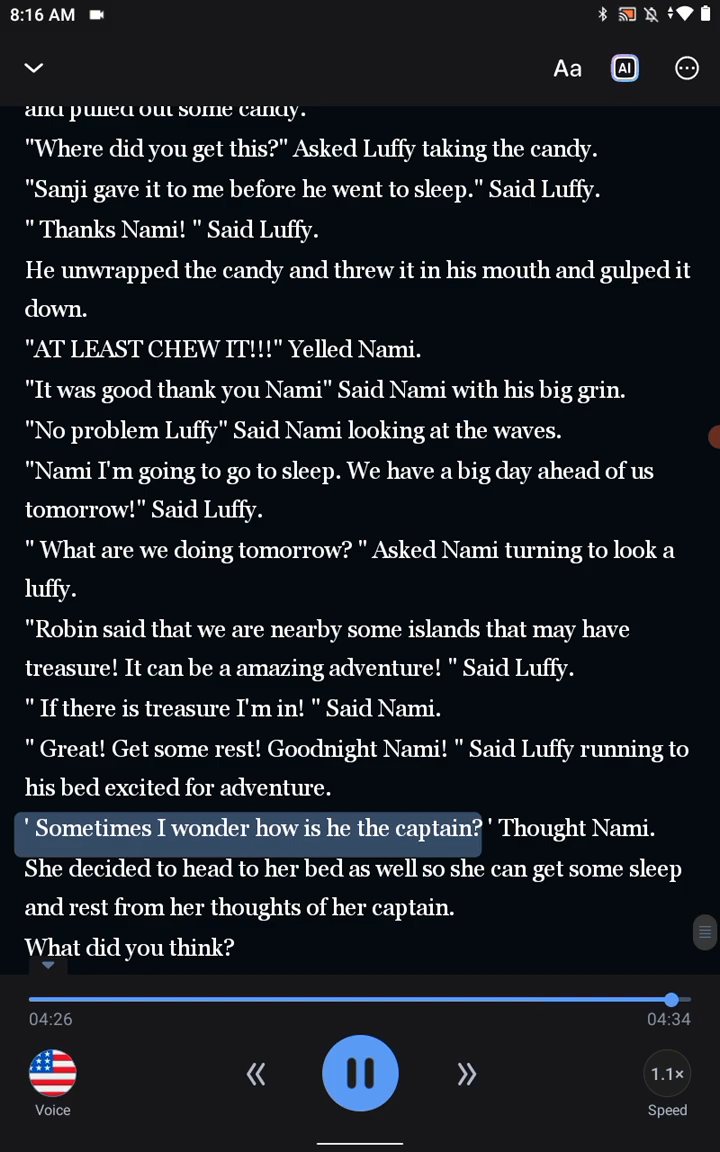 8:16 AM
Aa
AI
and pulled out some candy.
"Where did you get this?" Asked Luffy taking the candy.
"Sanji gave it to me before he went to sleep." Said Luffy.
" Thanks Nami! " Said Luffy.
He unwrapped the candy and threw it in his mouth and gulped it
down.
"AT LEAST CHEW IT!!!" Yelled Nami.
"It was good thank you Nami" Said Nami with his big grin.
"No problem Luffy" Said Nami looking at the waves.
"Nami I'm going to go to sleep. We have a big day ahead of us
tomorrow!" Said Luffy.
" What are we doing tomorrow? " Asked Nami turning to look a
luffy.
"Robin said that we are nearby some islands that may have
treasure! It can be a amazing adventure! " Said Luffy.
" If there is treasure I'm in! " Said Nami.
" Great! Get some rest! Goodnight Nami! " Said Luffy running to
his bed excited for adventure.
' Sometimes I wonder how is he the captain? ' Thought Nami.
She decided to head to her bed as well so she can get some sleep
and rest from her thoughts of her captain.
What did you think?
04:26
04:34
1.1×
Voice
Speed